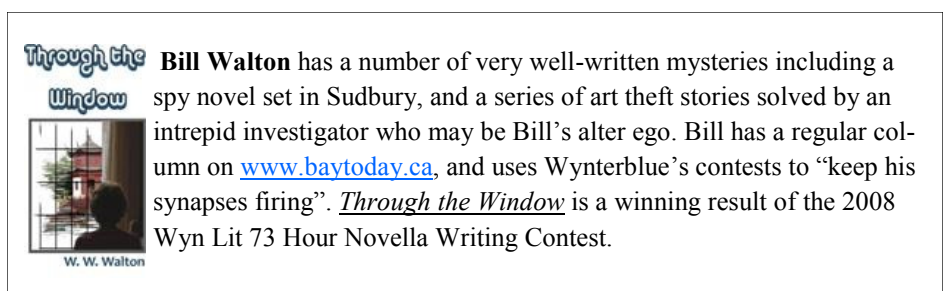 Through the
Window
W. W. Walton
Bill Walton has a number of very well-written mysteries including a
spy novel set in Sudbury, and a series of art theft stories solved by an
intrepid investigator who may be Bill’s alter ego. Bill has a regular col-
umn on www.baytoday.ca, and uses Wynterblue’s contests to “keep his
synapses firing”. Through the Window is a winning result of the 2008
Wyn Lit 73 Hour Novella Writing Contest.